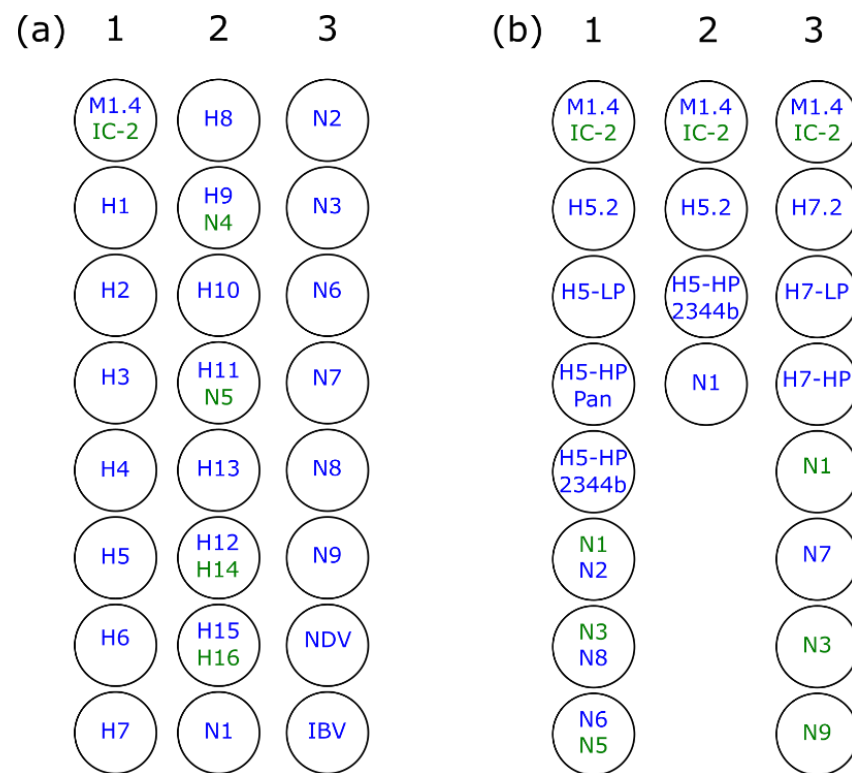 (a) 1 2 3
M1.4
IC-2
H8
N2
H1
H9
N4
N3
H2
H10
N6
H3
H11
N5
N7
H4
H13
N8
H5
H12
H14
N9
H6
H15
H16
NDV
H7
N1
IBV
(b) 1 2 3
M1.4
IC-2
M1.4
IC-2
M1.4
IC-2
H5.2
H5.2
H7.2
H5-LP
H5-HP
2344b
H7-LP
H5-HP
Pan
N1
H7-HP
H5-HP
2344b
N1
N1
N2
N7
N3
N8
N3
N6
N5
N9